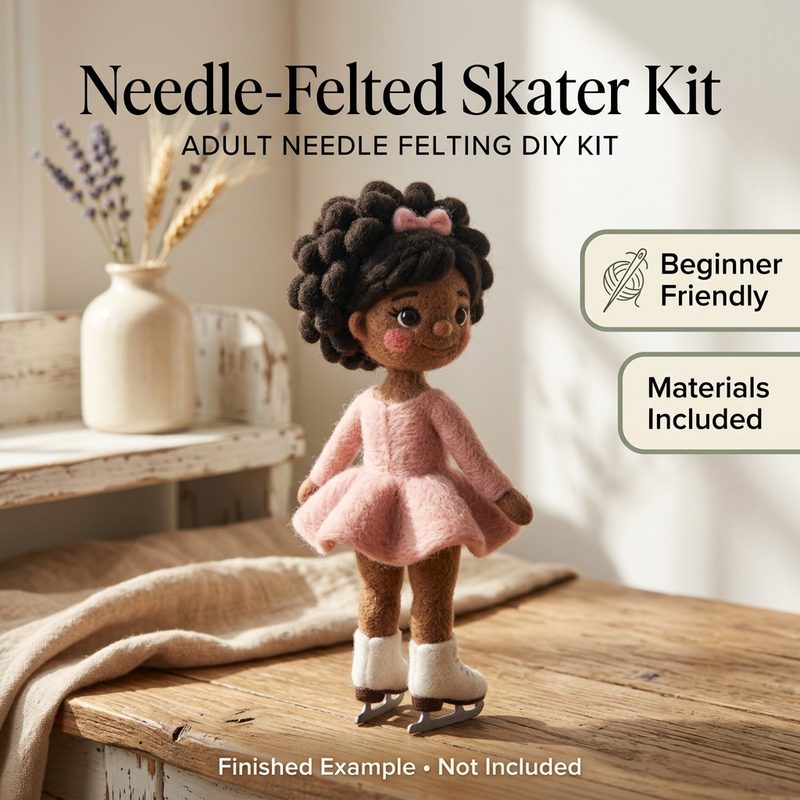 Needle-Felted Skater Kit
ADULT NEEDLE FELTING DIY KIT
Beginner
Friendly
Materials
Included
Finished Example • Not Included